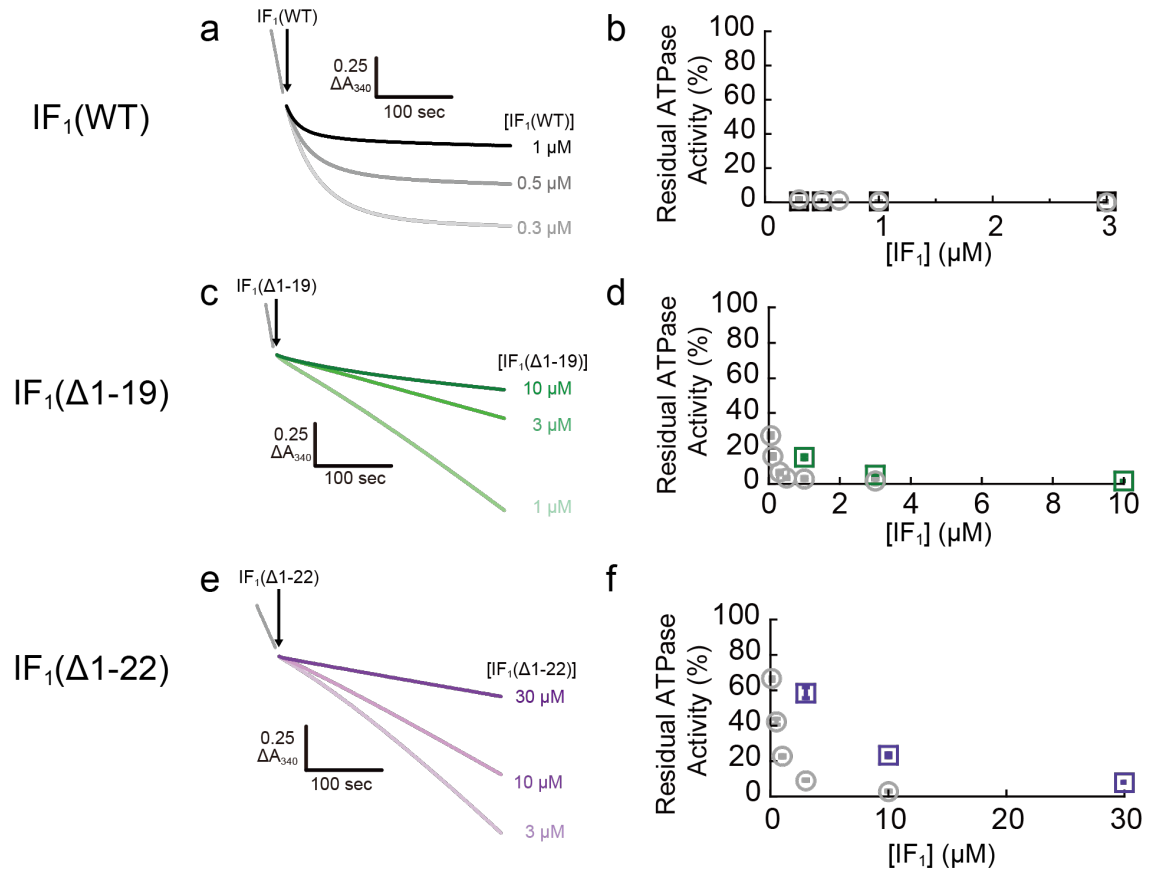 IF₁(WT)
a
IF₁(WT)
0.25
ΔA₃₄₀
100 sec
[IF₁(WT)]
1 μM
0.5 μM
0.3 μM
b
Residual ATPase
Activity (%)
100
80
60
40
20
0
0
1
2
3
[IF₁] (μM)
IF₁(Δ1-19)
c
IF₁(Δ1-19)
[IF₁(Δ1-19)]
10 μM
3 μM
1 μM
0.25
ΔA₃₄₀
100 sec
d
Residual ATPase
Activity (%)
100
80
60
40
20
0
0
2
4
6
8
10
[IF₁] (μM)
IF₁(Δ1-22)
e
IF₁(Δ1-22)
[IF₁(Δ1-22)]
30 μM
10 μM
3 μM
0.25
ΔA₃₄₀
100 sec
f
Residual ATPase
Activity (%)
100
80
60
40
20
0
0
10
20
30
[IF₁] (μM)